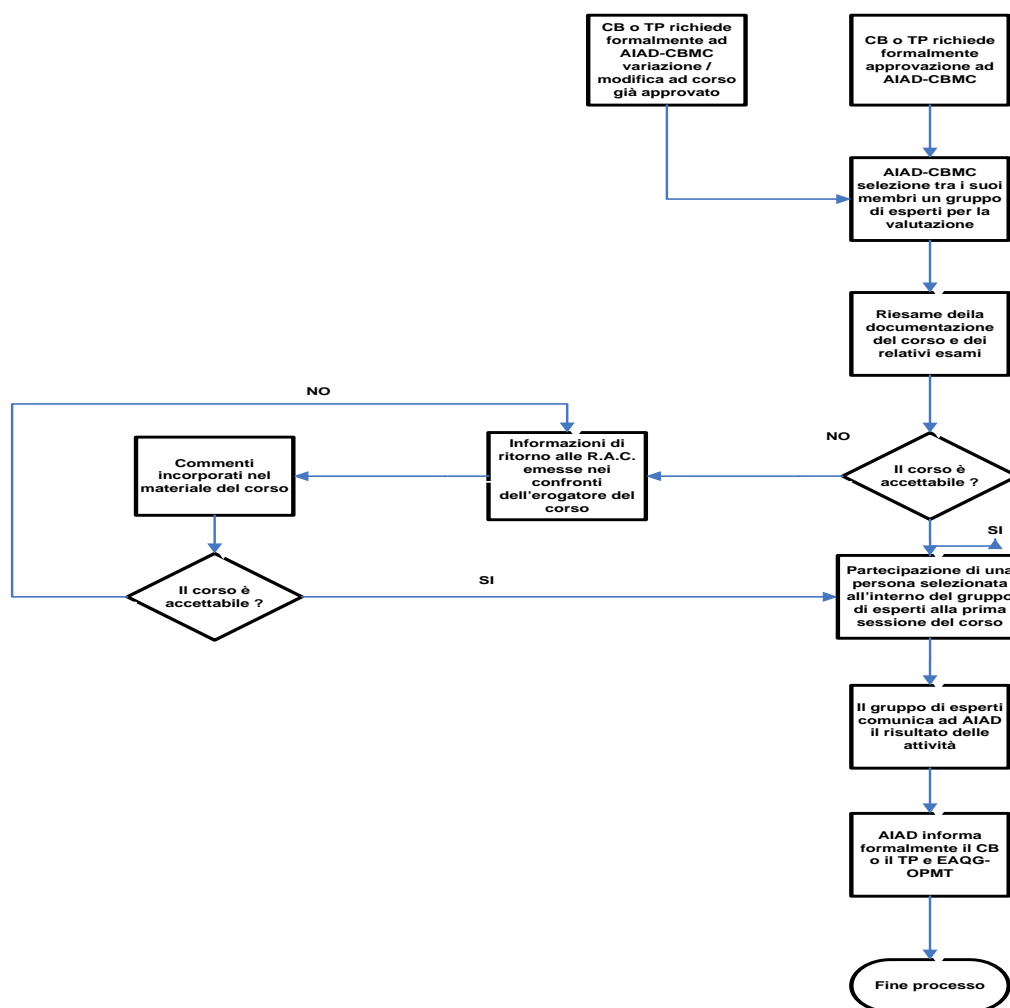 CB o TP richiede
formalmente ad
AIAD-CBMC
variazione /
modifica ad corso
già approvato
CB o TP richiede
formalmente
approvazione ad
AIAD-CBMC
AIAD-CBMC
selezione tra i suoi
membri un gruppo
di esperti per la
valutazione
Riesame deila
documentazione
del corso e dei
relativi esami
NO
NO
Informazioni di
ritorno alle R.A.C.
emesse nei
confronti
dell'erogatore del
corso
Commenti
incorporati nel
materiale del corso
Il corso è
accettabile ?
SI
Il corso è
accettabile ?
SI
Partecipazione di una
persona selezionata
all'interno del gruppo
di esperti alla prima
sessione del corso
Il gruppo di esperti
comunica ad AIAD
il risultato delle
attività
AIAD informa
formalmente il CB
o il TP e EAQG-
OPMT
Fine processo